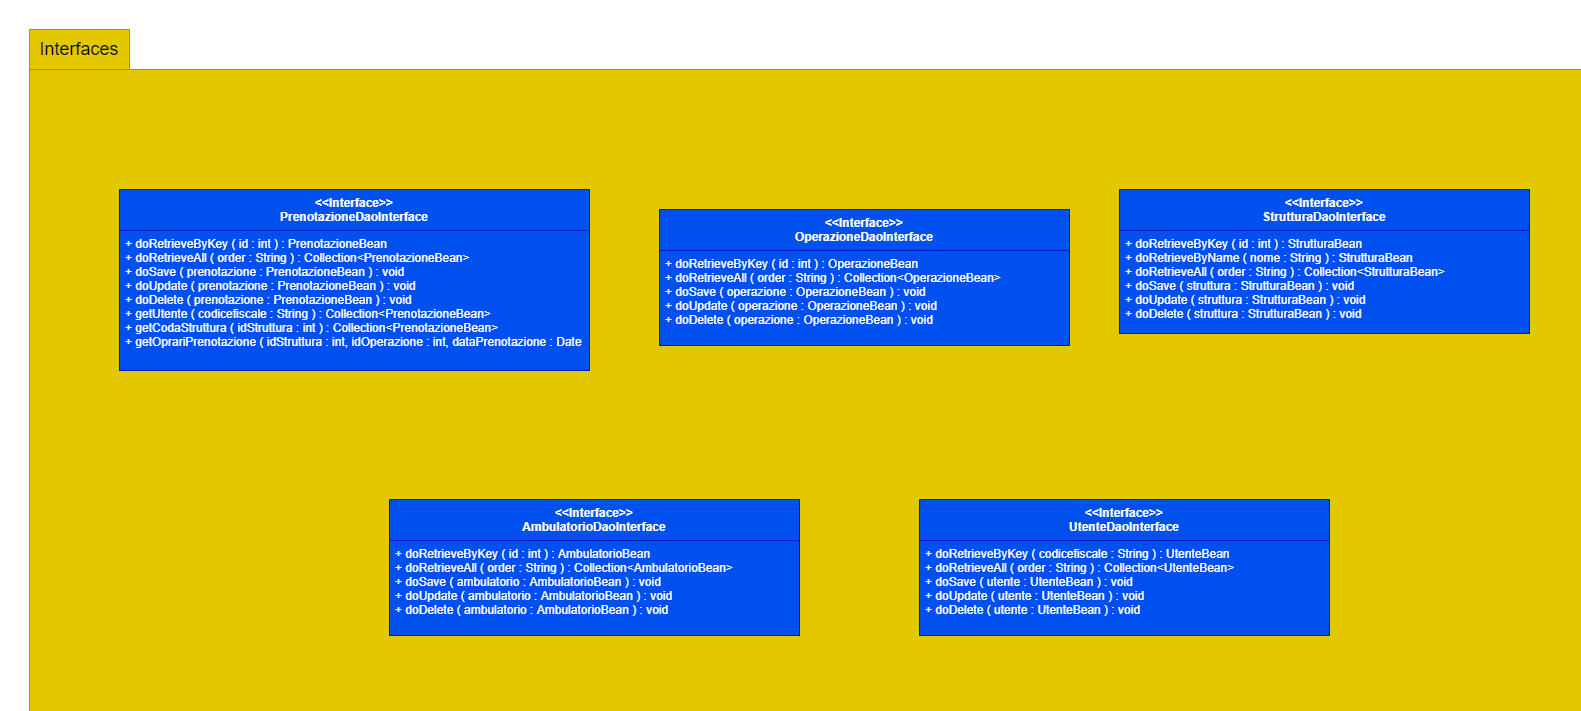 Interfaces
<<Interface>>
PrenotazioneDaoInterface
+ doRetrieveByKey ( id : int ) : PrenotazioneBean
+ doRetrieveAll ( order : String ) : Collection<PrenotazioneBean>
+ doSave ( prenotazione : PrenotazioneBean ) : void
+ doUpdate ( prenotazione : PrenotazioneBean ) : void
+ doDelete ( prenotazione : PrenotazioneBean ) : void
+ getUtente ( codicefiscale : String ) : Collection<PrenotazioneBean>
+ getCodaStruttura ( idStruttura : int ) : Collection<PrenotazioneBean>
+ getOprariPrenotazione ( idStruttura : int, idOperazione : int, dataPrenotazione : Date
<<Interface>>
OperazioneDaoInterface
+ doRetrieveByKey ( id : int ) : OperazioneBean
+ doRetrieveAll ( order : String ) : Collection<OperazioneBean>
+ doSave ( operazione : OperazioneBean ) : void
+ doUpdate ( operazione : OperazioneBean ) : void
+ doDelete ( operazione : OperazioneBean ) : void
<<Interface>>
StrutturaDaoInterface
+ doRetrieveByKey ( id : int ) : StrutturaBean
+ doRetrieveByName ( nome : String ) : StrutturaBean
+ doRetrieveAll ( order : String ) : Collection<StrutturaBean>
+ doSave ( struttura : StrutturaBean ) : void
+ doUpdate ( struttura : StrutturaBean ) : void
+ doDelete ( struttura : StrutturaBean ) : void
<<Interface>>
AmbulatorioDaoInterface
+ doRetrieveByKey ( id : int ) : AmbulatorioBean
+ doRetrieveAll ( order : String ) : Collection<AmbulatorioBean>
+ doSave ( ambulatorio : AmbulatorioBean ) : void
+ doUpdate ( ambulatorio : AmbulatorioBean ) : void
+ doDelete ( ambulatorio : AmbulatorioBean ) : void
<<Interface>>
UtenteDaoInterface
+ doRetrieveByKey ( codicefiscale : String ) : UtenteBean
+ doRetrieveAll ( order : String ) : Collection<UtenteBean>
+ doSave ( utente : UtenteBean ) : void
+ doUpdate ( utente : UtenteBean ) : void
+ doDelete ( utente : UtenteBean ) : void